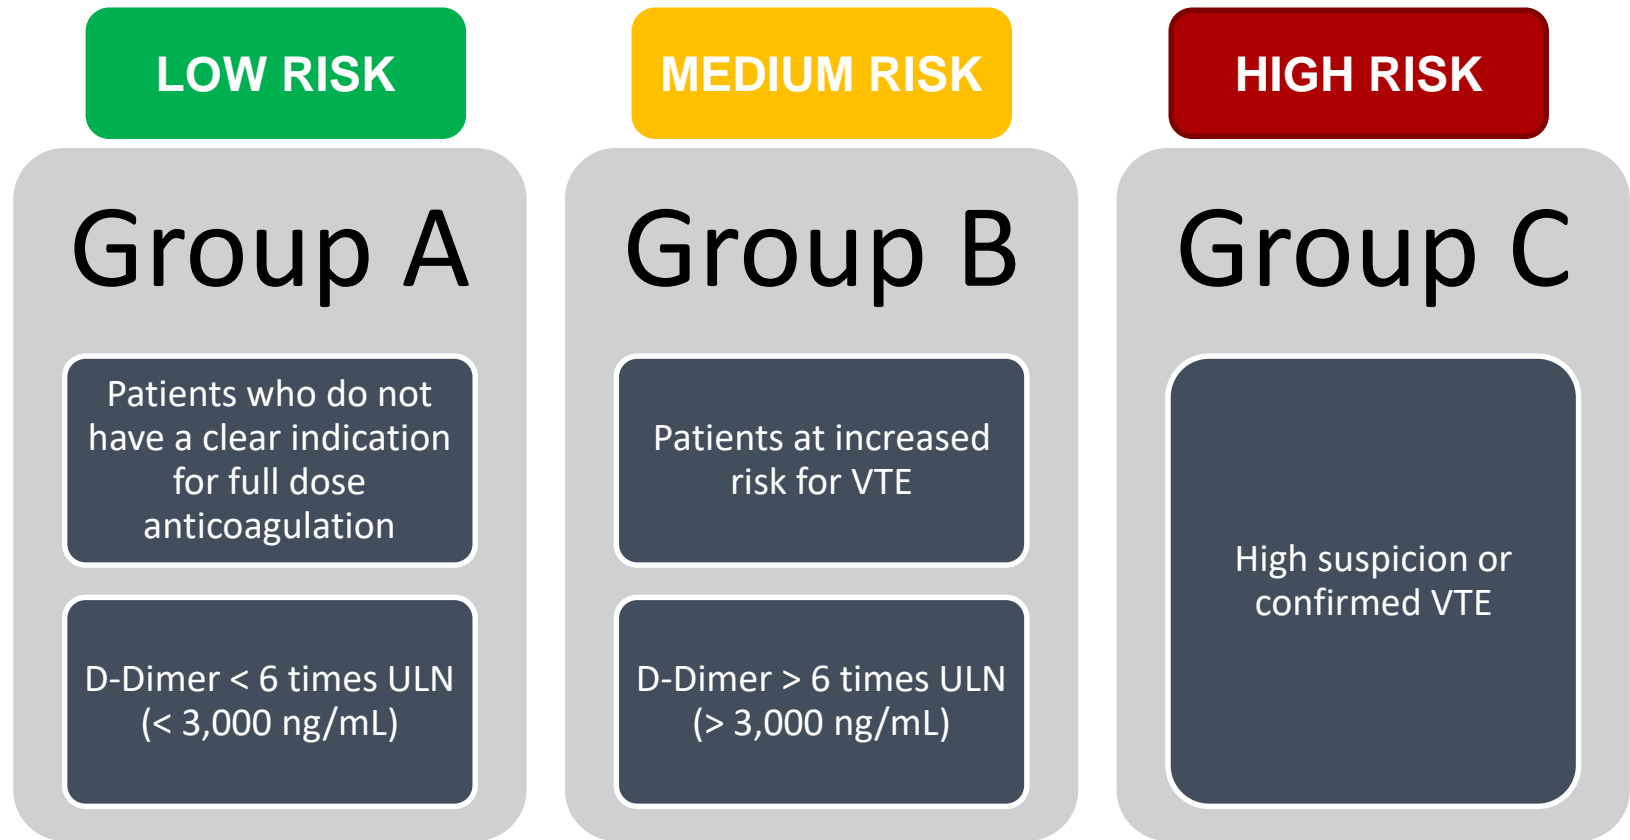 LOW RISK
Group A
Patients who do not
have a clear indication
for full dose
anticoagulation
D-Dimer < 6 times ULN
(< 3,000 ng/mL)
MEDIUM RISK
Group B
Patients at increased
risk for VTE
D-Dimer > 6 times ULN
(> 3,000 ng/mL)
HIGH RISK
Group C
High suspicion or
confirmed VTE